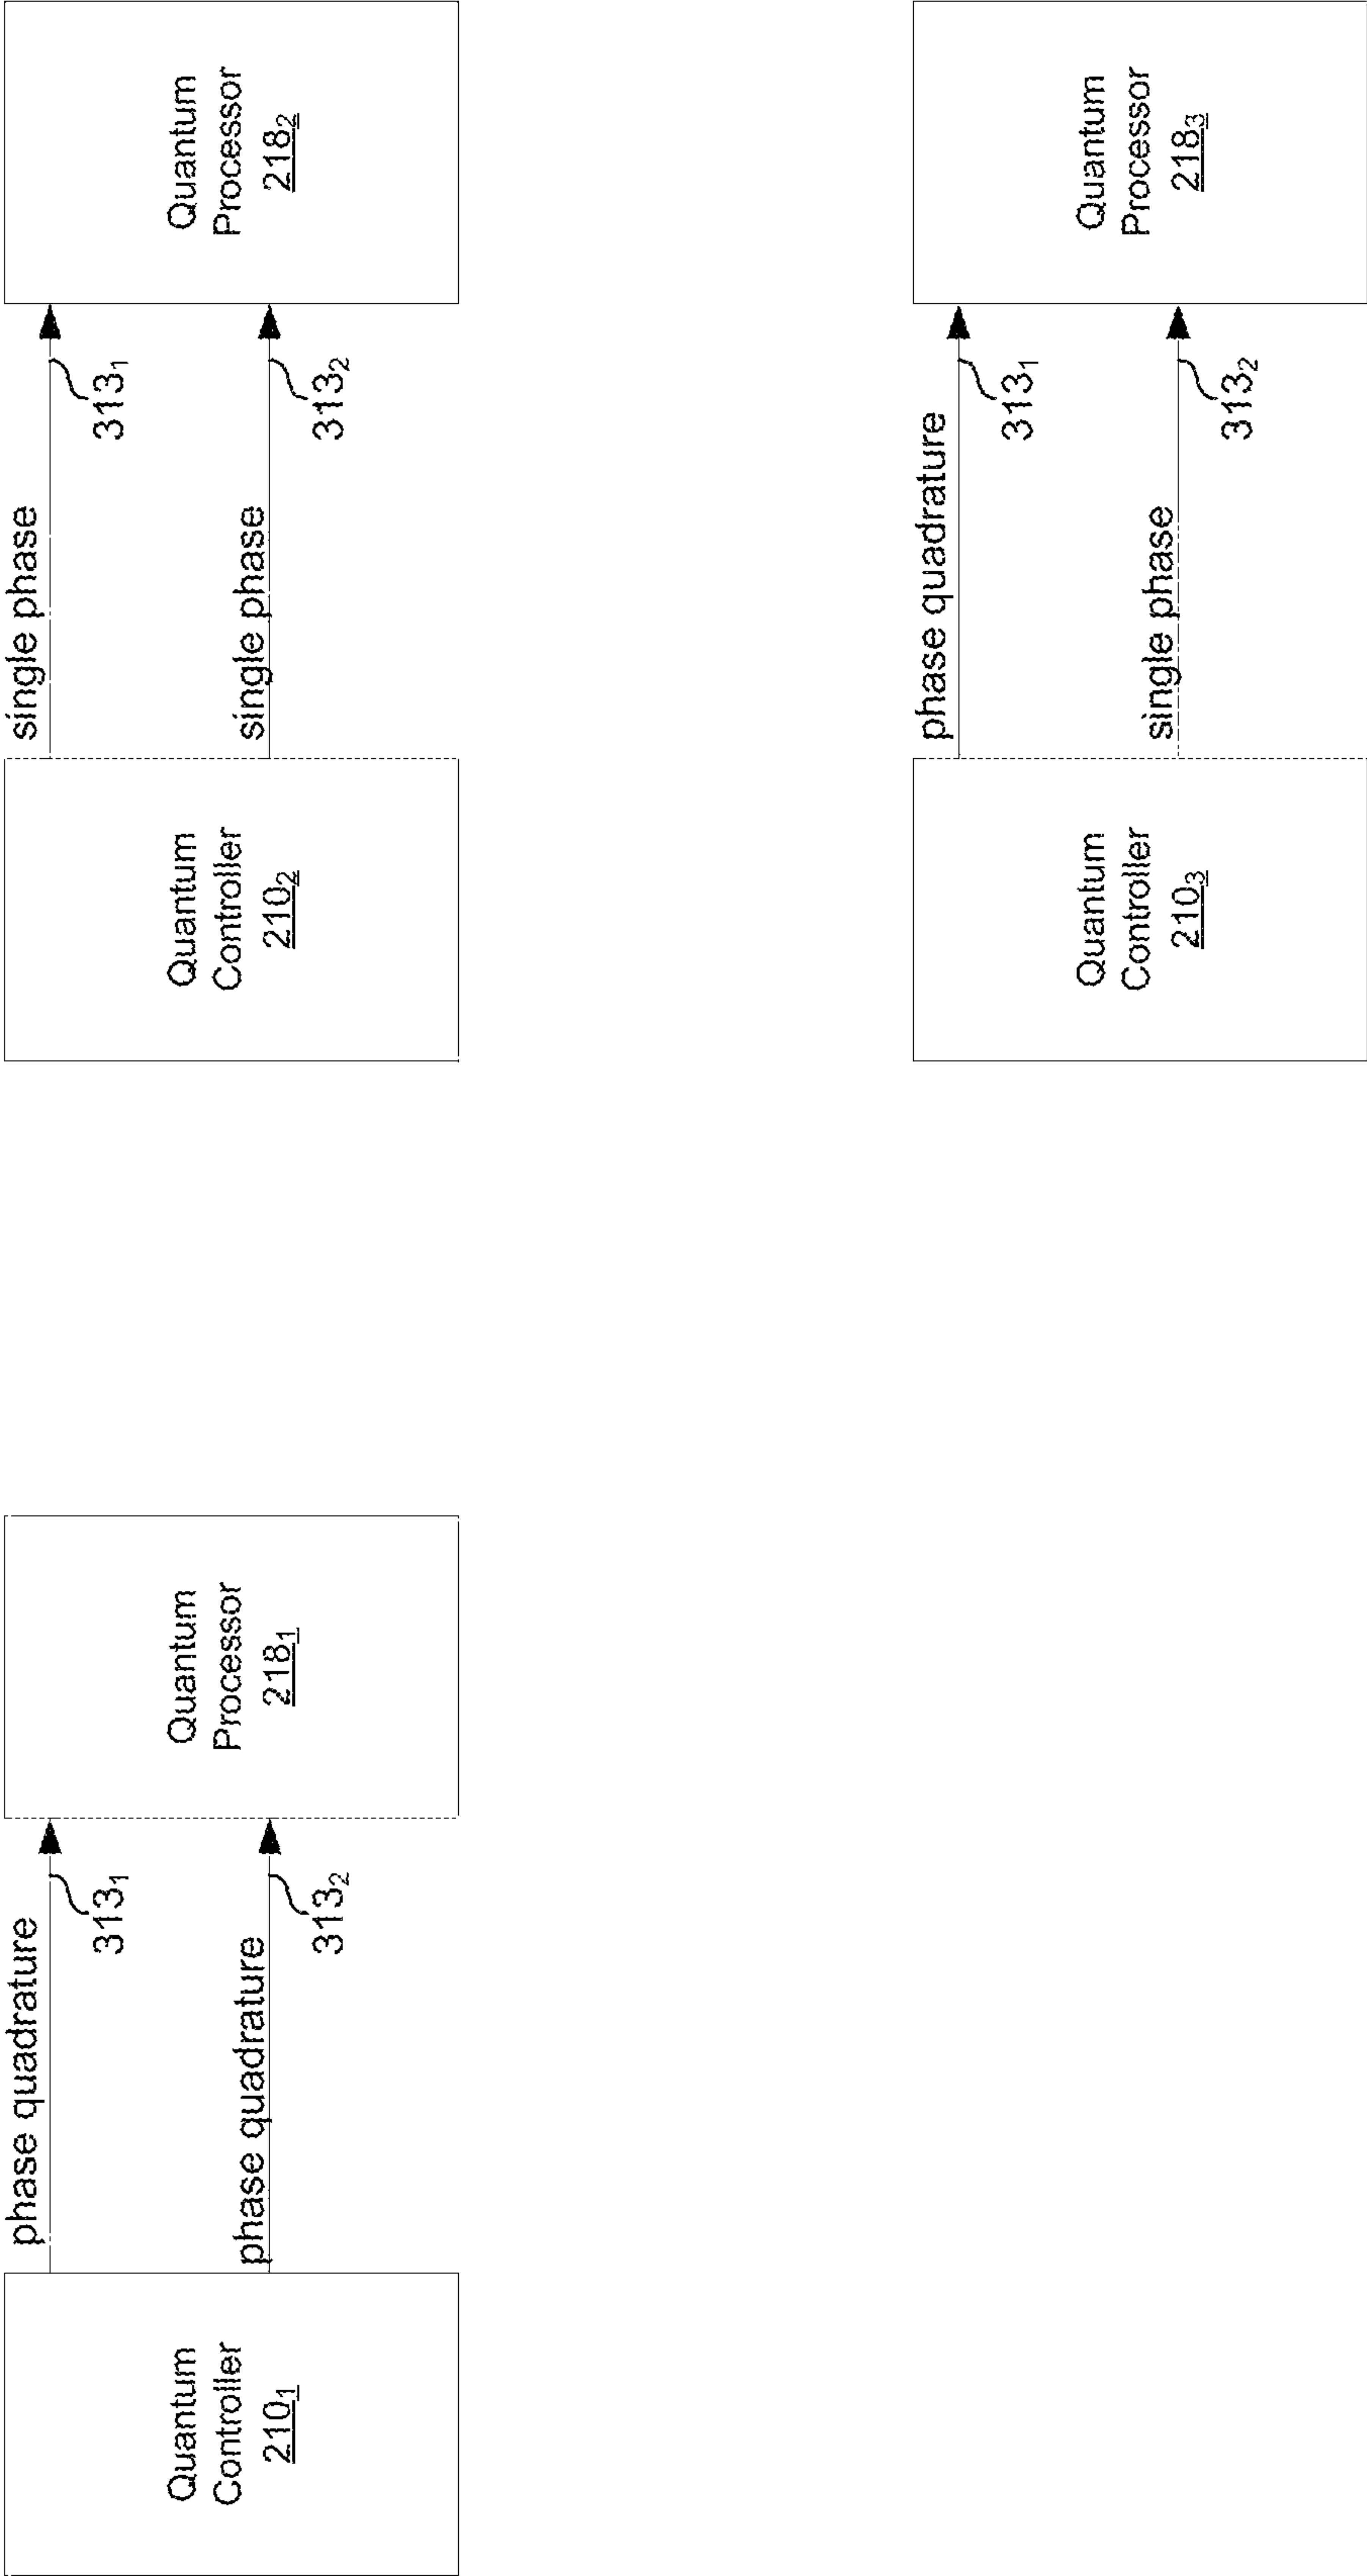 Quantum
Controller
210₁
phase quadrature
313₁
phase quadrature
313₂
Quantum
Processor
218₁
Quantum
Controller
210₂
single phase
313₁
single phase
313₂
Quantum
Processor
218₂
Quantum
Controller
210₃
phase quadrature
313₁
single phase
313₂
Quantum
Processor
218₃